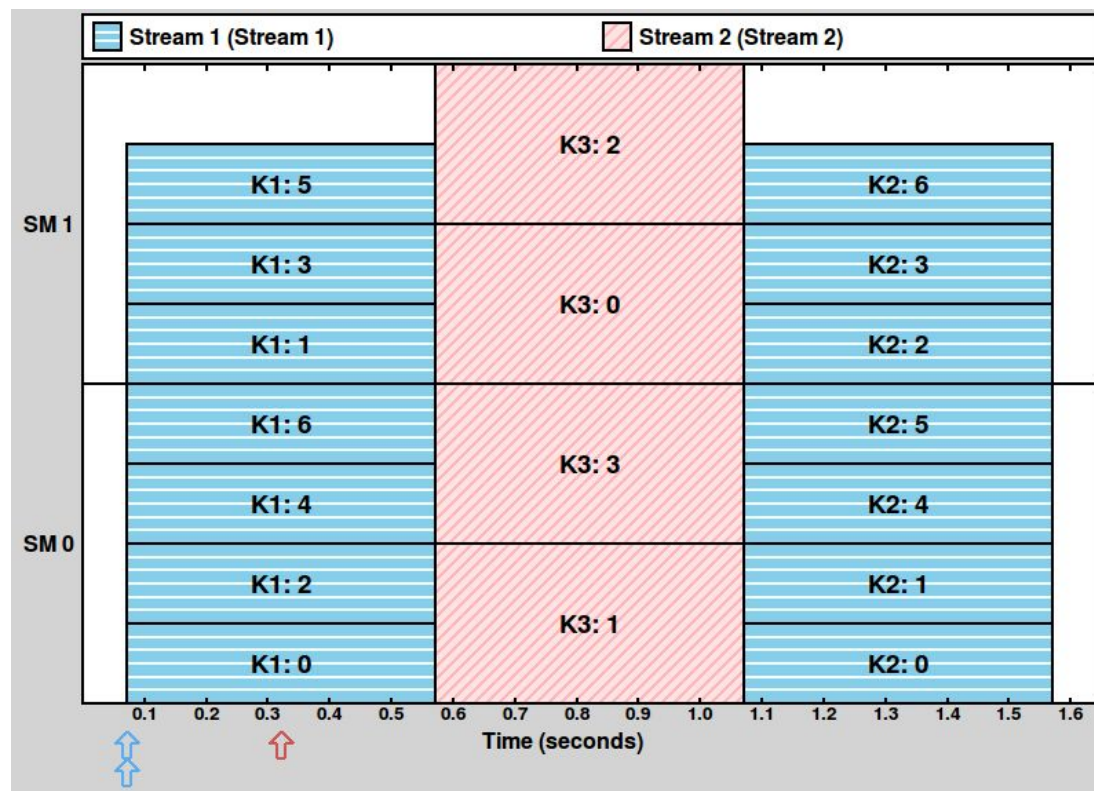 Stream 1 (Stream 1) Stream 2 (Stream 2)
K3: 2
K1: 5 K2: 6
SM 1
K1: 3 K3: 0 K2: 3
K1: 1 K2: 2
K1: 6 K3: 3 K2: 5
K1: 4 K2: 4
SM 0
K1: 2 K3: 1 K2: 1
K1: 0 K2: 0
0.1 0.2 0.3 0.4 0.5 0.6 0.7 0.8 0.9 1.0 1.1 1.2 1.3 1.4 1.5 1.6
Time (seconds)